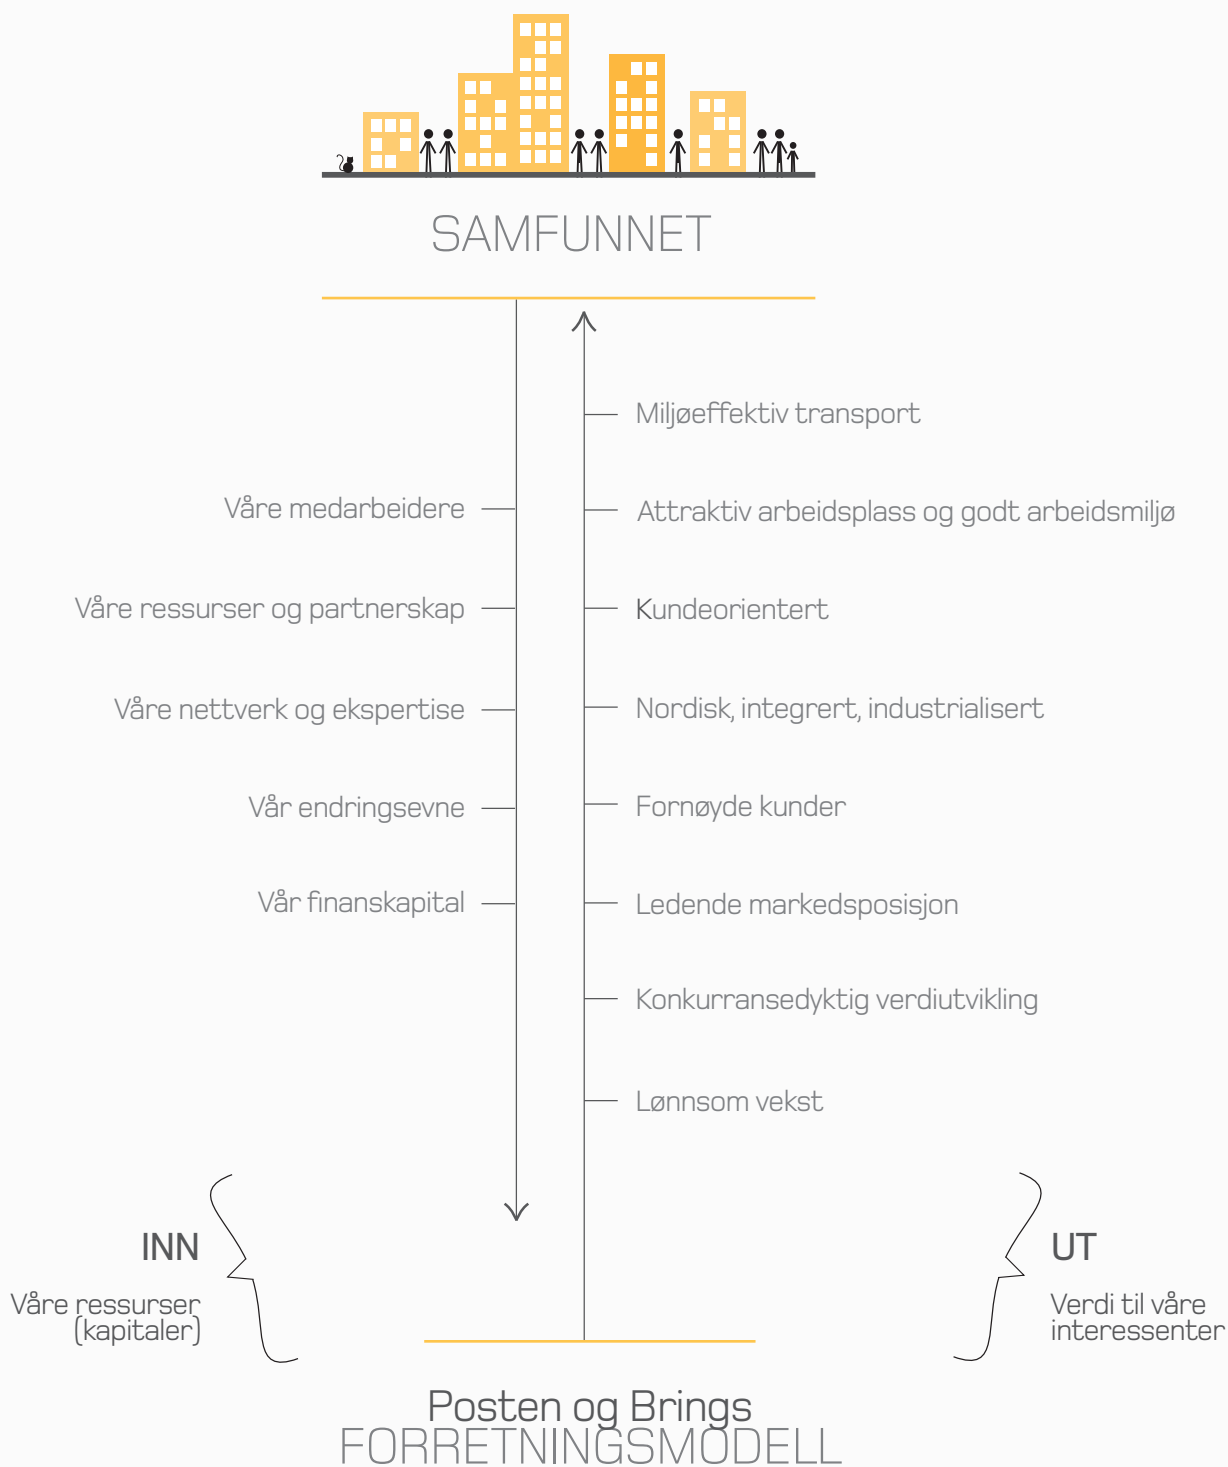 SAMFUNNET
Miljøeffektiv transport
Våre medarbeidere
Attraktiv arbeidsplass og godt arbeidsmiljø
Våre ressurser og partnerskap
Kundeorientert
Våre nettverk og ekspertise
Nordisk, integrert, industrialisert
Vår endringsevne
Fornøyde kunder
Vår finanskapital
Ledende markedsposisjon
Konkurransedyktig verdiutvikling
Lønnsom vekst
INN
Våre ressurser
(kapitaler)
UT
Verdi til våre
interessenter
Posten og Brings
FORRETNINGSMODELL